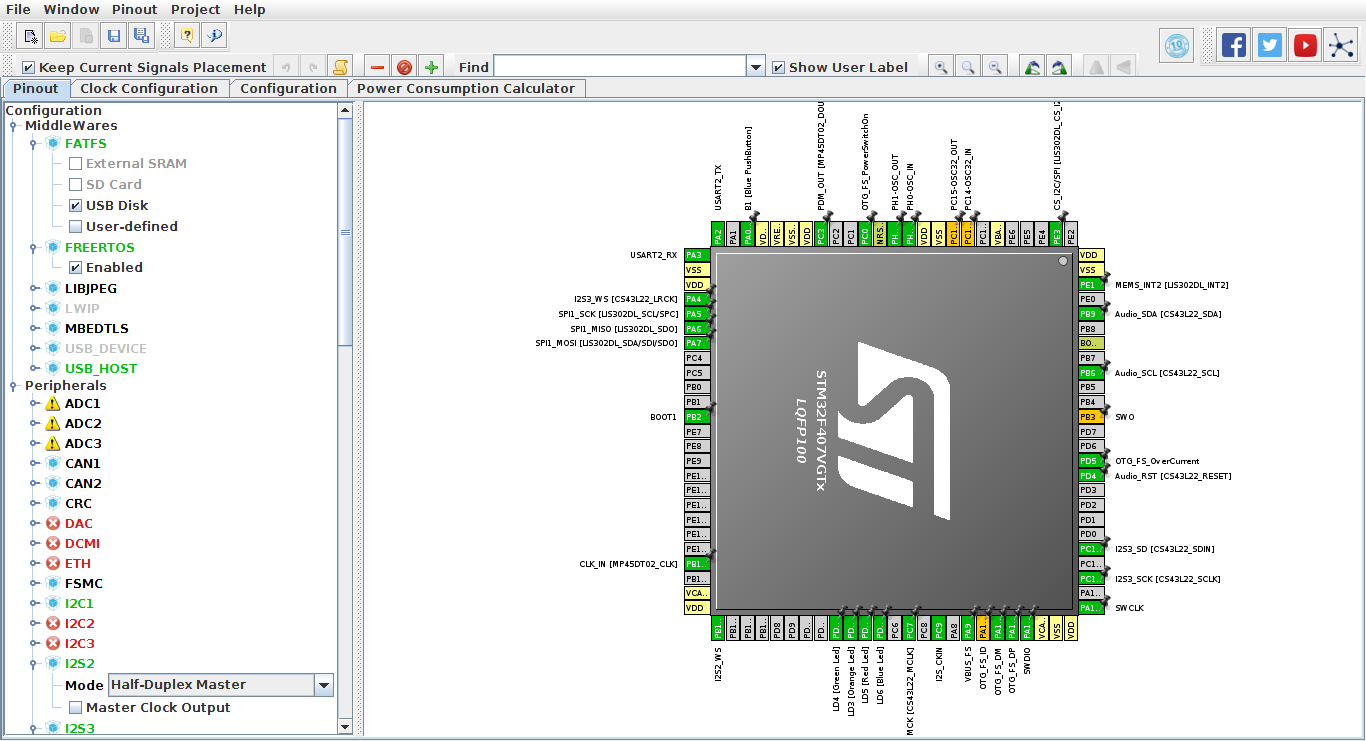 File Window Pinout Project Help
Keep Current Signals Placement Find Show User Label
Pinout Clock Configuration Configuration Power Consumption Calculator
Configuration
MiddleWares
FATFS
External SRAM
SD Card
USB Disk
User-defined
FREERTOS
Enabled
LIBJPEG
LWIP
MBEDTLS
USB_DEVICE
USB_HOST
Peripherals
ADC1
ADC2
ADC3
CAN1
CAN2
CRC
DAC
DCMI
ETH
FSMC
I2C1
I2C2
I2C3
I2S2
Mode Half-Duplex Master
Master Clock Output
I2S3
USART2_TX
B1 [Blue PushButton]
PDM_OUT [MP45DT02_DOU
OTG_FS_PowerSwitchOn
PH1-OSC_OUT
PH0-OSC_IN
PC15-OSC32_OUT
PC14-OSC32_IN
CS_I2C/SPI [LIS302DL_CS_I2
PA2 PA1 PA0.. VD.. VRE.. VSS.. VDD PC3 PC2 PC1 PC0 NRS.. PH.. PH.. VDD VSS PC1.. PC1.. PC1.. VBA.. PE6 PE5 PE4 PE3 PE2
USART2_RX PA3
VSS
VDD
I2S3_WS [CS43L22_LRCK] PA4
SPI1_SCK [LIS302DL_SCL/SPC] PA5
SPI1_MISO [LIS302DL_SDO] PA6
SPI1_MOSI [LIS302DL_SDA/SDI/SDO] PA7
PC4
PC5
PB0
PB1
BOOT1 PB2
PE7
PE8
PE9
PE1..
PE1..
PE1..
PE1..
PE1..
PE1..
CLK_IN [MP45DT02_CLK] PB1..
PB1..
VCA..
VDD
STM32F407VGTx
LQFP100
VDD
VSS
PE1 MEMS_INT2 [LIS302DL_INT2]
PE0
PB9 Audio_SDA [CS43L22_SDA]
PB8
BO..
PB7
PB6 Audio_SCL [CS43L22_SCL]
PB5
PB4
PB3 SWO
PD7
PD6
PD5 OTG_FS_OverCurrent
PD4 Audio_RST [CS43L22_RESET]
PD3
PD2
PD1
PD0
PC1.. I2S3_SD [CS43L22_SDIN]
PC1..
PC1.. I2S3_SCK [CS43L22_SCLK]
PA1..
PA1.. SWCLK
PB1.. PB1.. PB1.. PB1.. PD8 PD9 PD.. PD.. PD.. PD.. PD.. PD.. PC6 PC7 PC8 PC9 PA8 PA9 PA1.. PA1.. PA1.. PA1.. VCA.. VSS VDD
I2S2_WS
LD4 [Green Led]
LD3 [Orange Led]
LD5 [Red Led]
LD6 [Blue Led]
MCK [CS43L22_MCLK]
I2S_CKIN
VBUS_FS
OTG_FS_ID
OTG_FS_DM
OTG_FS_DP
SWDIO